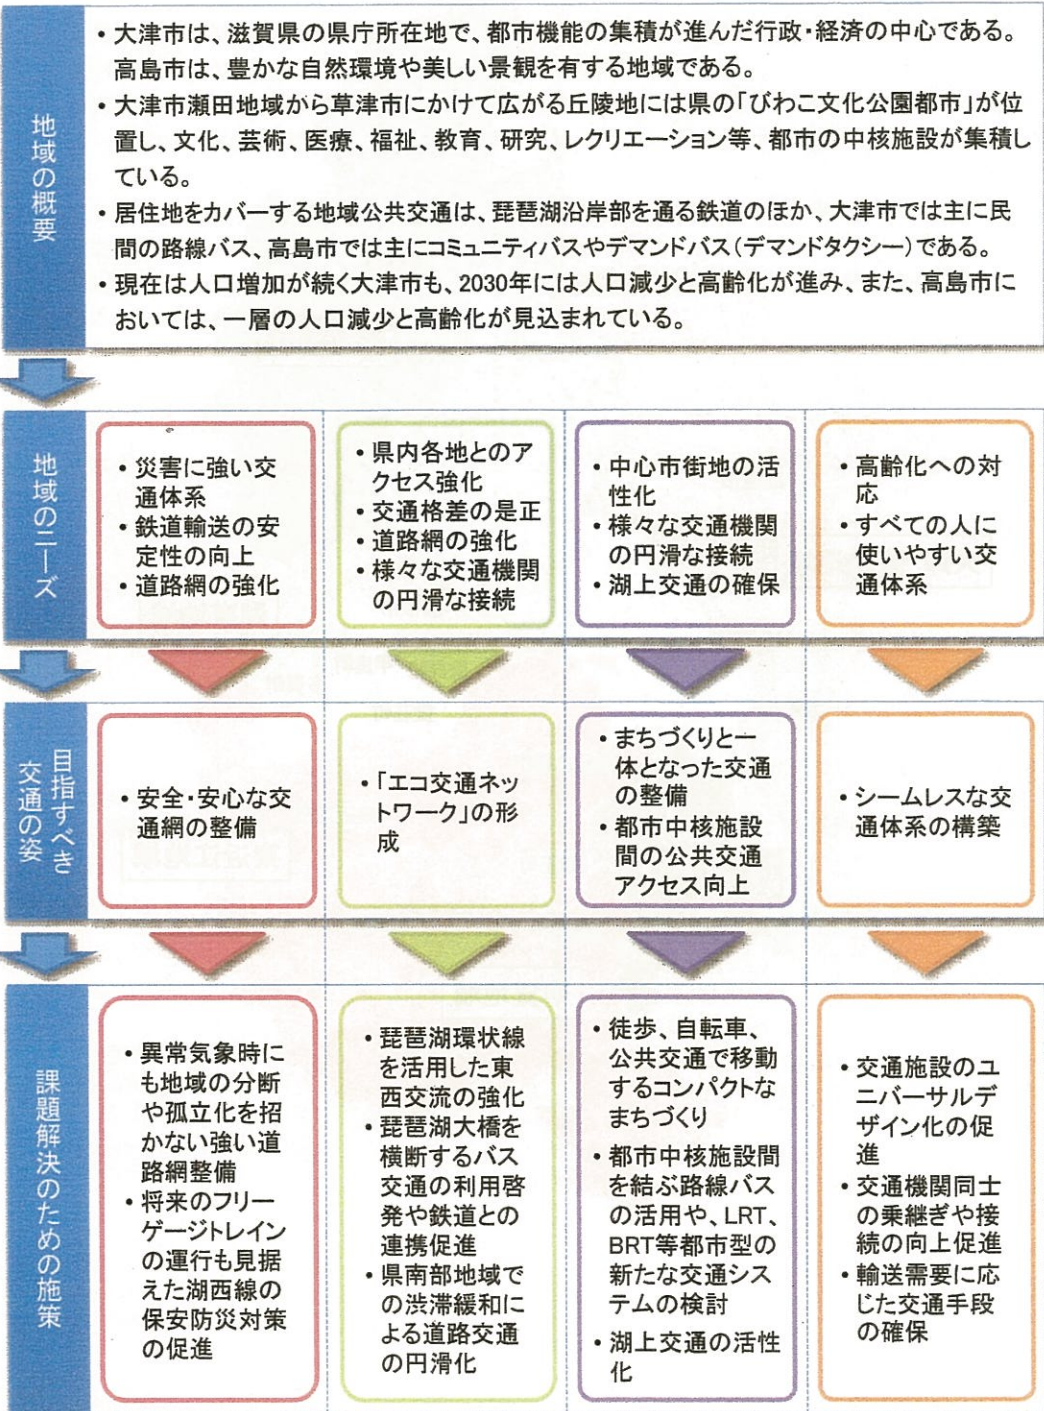 地域の概要
・大津市は、滋賀県の県庁所在地で、都市機能の集積が進んだ行政・経済の中心である。
高島市は、豊かな自然環境や美しい景観を有する地域である。
・大津市瀬田地域から草津市にかけて広がる丘陵地には県の「びわこ文化公園都市」が位
置し、文化、芸術、医療、福祉、教育、研究、レクリエーション等、都市の中核施設が集積し
ている。
・居住地をカバーする地域公共交通は、琵琶湖沿岸部を通る鉄道のほか、大津市では主に民
間の路線バス、高島市では主にコミュニティバスやデマンドバス(デマンドタクシー)である。
・現在は人口増加が続く大津市も、2030年には人口減少と高齢化が進み、また、高島市に
おいては、一層の人口減少と高齢化が見込まれている。
地域のニーズ
・災害に強い交
通体系
・鉄道輸送の安
定性の向上
・道路網の強化
・県内各地とのア
クセス強化
・交通格差の是正
・道路網の強化
・様々な交通機関
の円滑な接続
・中心市街地の活
性化
・様々な交通機関
の円滑な接続
・湖上交通の確保
・高齢化への対
応
・すべての人に
使いやすい交
通体系
目指すべき
交通の姿
・安全・安心な交
通網の整備
・「エコ交通ネッ
トワーク」の形
成
・まちづくりと一
体となった交通
の整備
・都市中核施設
間の公共交通
アクセス向上
・シームレスな交
通体系の構築
課題解決のための施策
・異常気象時に
も地域の分断
や孤立化を招
かない強い道
路網整備
・将来のフリー
ゲージトレイン
の運行も見据
えた湖西線の
保安防災対策
の促進
・琵琶湖環状線
を活用した東
西交流の強化
・琵琶湖大橋を
横断するバス
交通の利用啓
発や鉄道との
連携促進
・県南部地域で
の渋滞緩和に
よる道路交通
の円滑化
・徒歩、自転車、
公共交通で移動
するコンパクトな
まちづくり
・都市中核施設間
を結ぶ路線バス
の活用や、LRT、
BRT等都市型の
新たな交通シス
テムの検討
・湖上交通の活性
化
・交通施設のユ
ニバーサルデ
ザイン化の促
進
・交通機関同士
の乗継ぎや接
続の向上促進
・輸送需要に応
じた交通手段
の確保